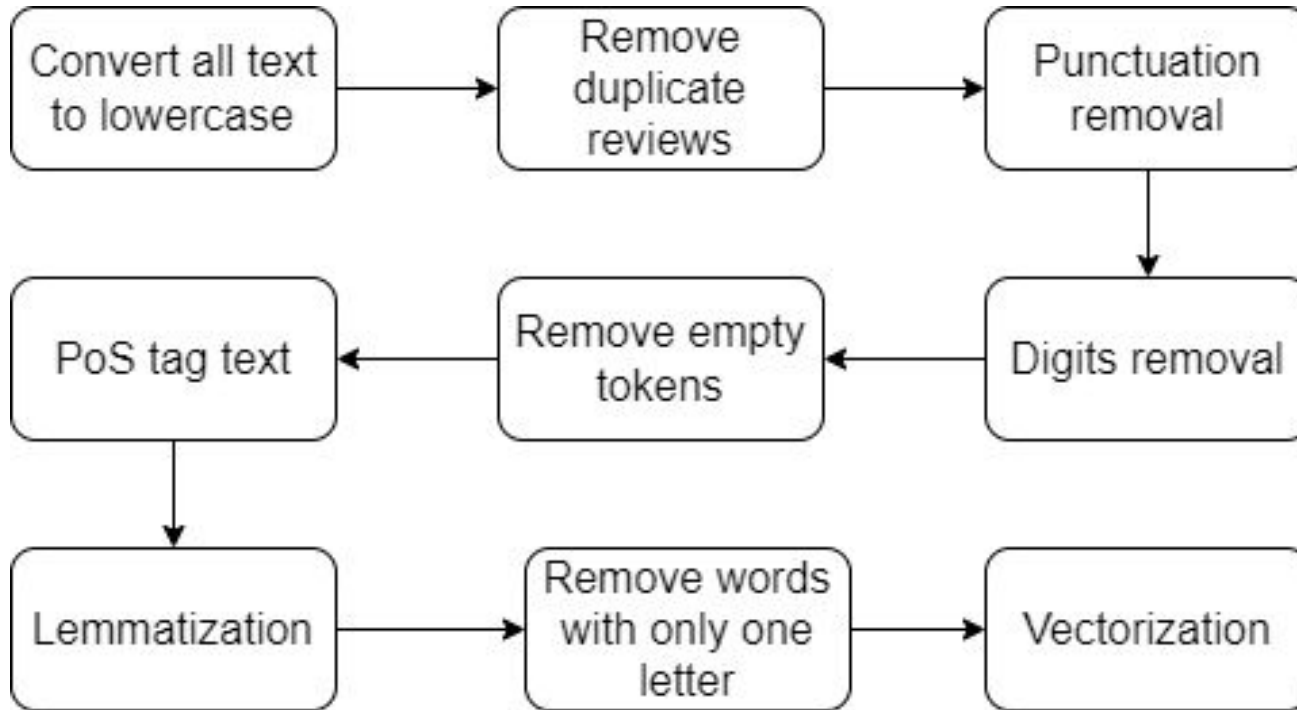 Convert all text
to lowercase
Remove
duplicate
reviews
Punctuation
removal
Digits removal
Remove empty
tokens
PoS tag text
Lemmatization
Remove words
with only one
letter
Vectorization